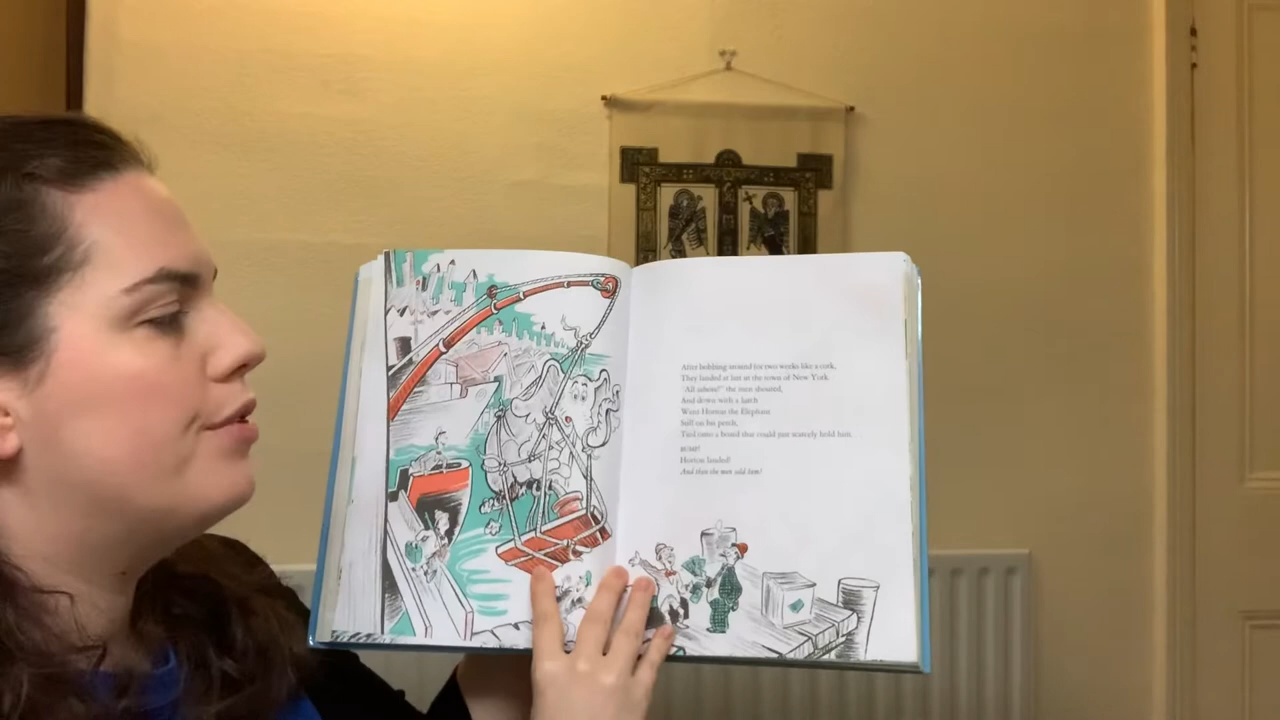 After bobbing around for two weeks like a cork,
They landed at last in the town of New York.
"All ashore!" the men shouted,
And down with a lurch
Went Horton the Elephant
Still on his perch,
Tied onto a board that could just scarcely hold him.
BUMP!
Horton landed!
And then the men sold him!